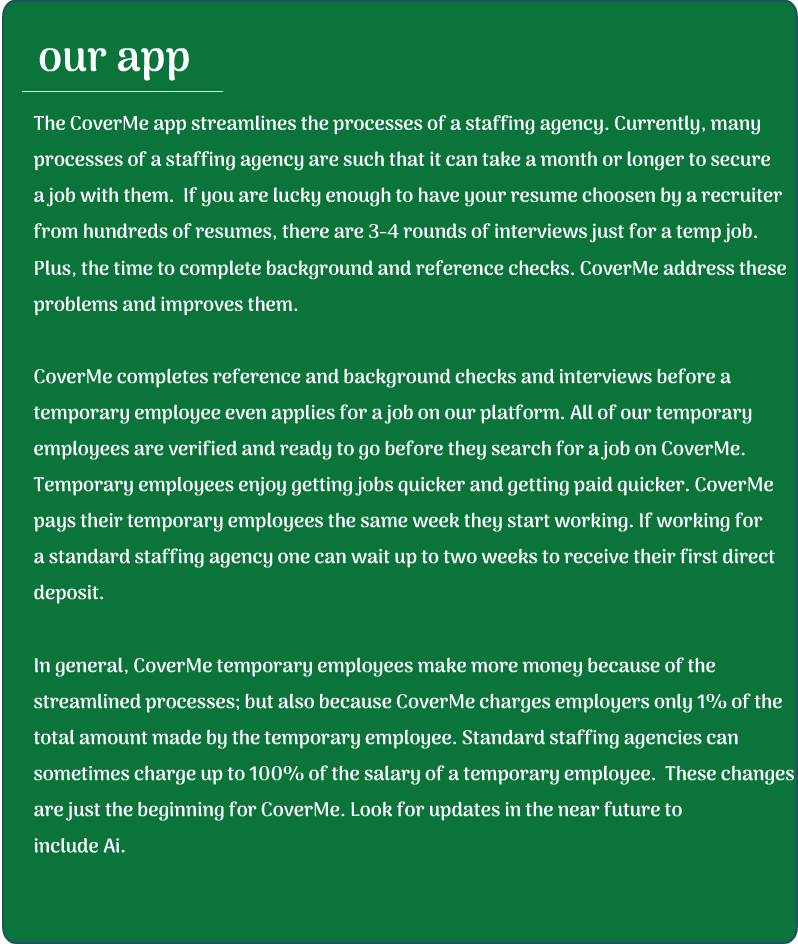 our app
The CoverMe app streamlines the processes of a staffing agency. Currently, many
processes of a staffing agency are such that it can take a month or longer to secure
a job with them.  If you are lucky enough to have your resume choosen by a recruiter
from hundreds of resumes, there are 3-4 rounds of interviews just for a temp job.
Plus, the time to complete background and reference checks. CoverMe address these
problems and improves them.
CoverMe completes reference and background checks and interviews before a
temporary employee even applies for a job on our platform. All of our temporary
employees are verified and ready to go before they search for a job on CoverMe.
Temporary employees enjoy getting jobs quicker and getting paid quicker. CoverMe
pays their temporary employees the same week they start working. If working for
a standard staffing agency one can wait up to two weeks to receive their first direct
deposit.
In general, CoverMe temporary employees make more money because of the
streamlined processes; but also because CoverMe charges employers only 1% of the
total amount made by the temporary employee. Standard staffing agencies can
sometimes charge up to 100% of the salary of a temporary employee.  These changes
are just the beginning for CoverMe. Look for updates in the near future to
include Ai.